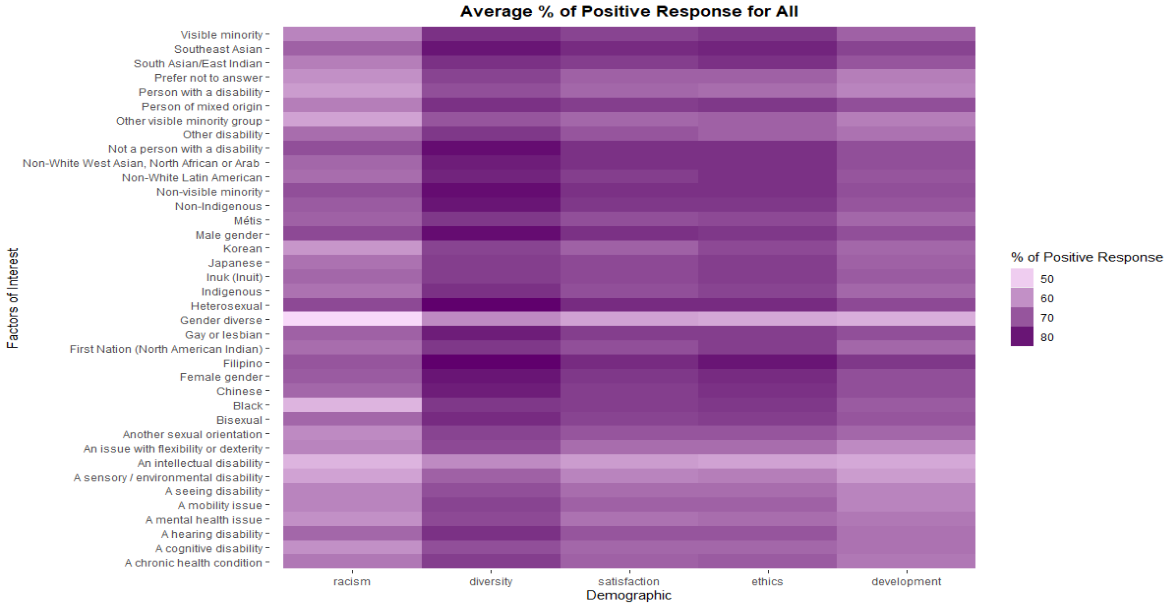 Average % of Positive Response for All
Factors of Interest
Visible minority
Southeast Asian
South Asian/East Indian
Prefer not to answer
Person with a disability
Person of mixed origin
Other visible minority group
Other disability
Not a person with a disability
Non-White West Asian, North African or Arab
Non-White Latin American
Non-visible minority
Non-Indigenous
Métis
Male gender
Korean
Japanese
Inuk (Inuit)
Indigenous
Heterosexual
Gender diverse
Gay or lesbian
First Nation (North American Indian)
Filipino
Female gender
Chinese
Black
Bisexual
Another sexual orientation
An issue with flexibility or dexterity
An intellectual disability
A sensory / environmental disability
A seeing disability
A mobility issue
A mental health issue
A hearing disability
A cognitive disability
A chronic health condition
racism diversity satisfaction ethics development
Demographic
% of Positive Response
50
60
70
80